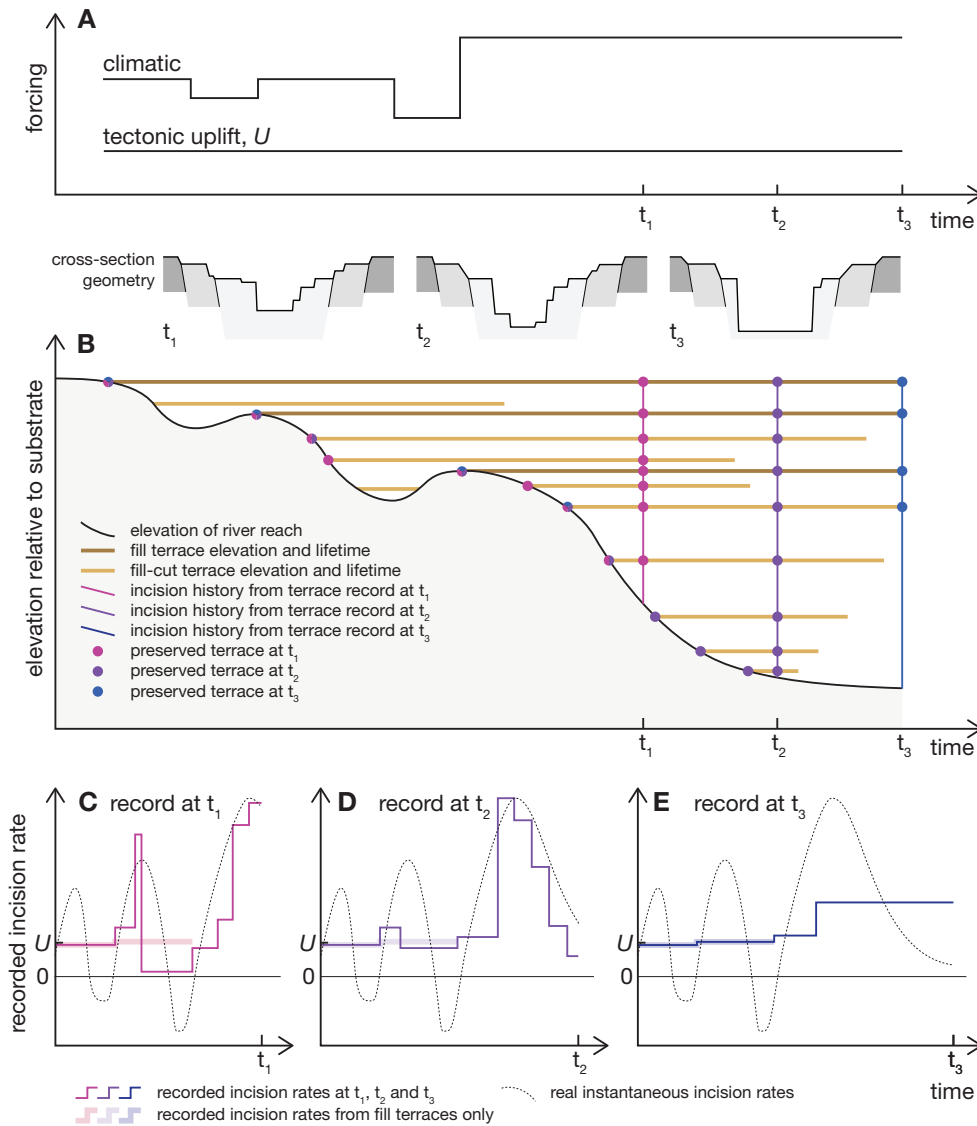 A
forcing
climatic
tectonic uplift, U
t1
t2
t3
time
cross-section
geometry
t1
t2
t3
B
elevation relative to substrate
elevation of river reach
fill terrace elevation and lifetime
fill-cut terrace elevation and lifetime
incision history from terrace record at t1
incision history from terrace record at t2
incision history from terrace record at t3
preserved terrace at t1
preserved terrace at t2
preserved terrace at t3
t1
t2
t3
time
C record at t1
D record at t2
E record at t3
recorded incision rate
U
0
U
0
U
0
t1
t2
t3
time
recorded incision rates at t1, t2 and t3
real instantaneous incision rates
recorded incision rates from fill terraces only